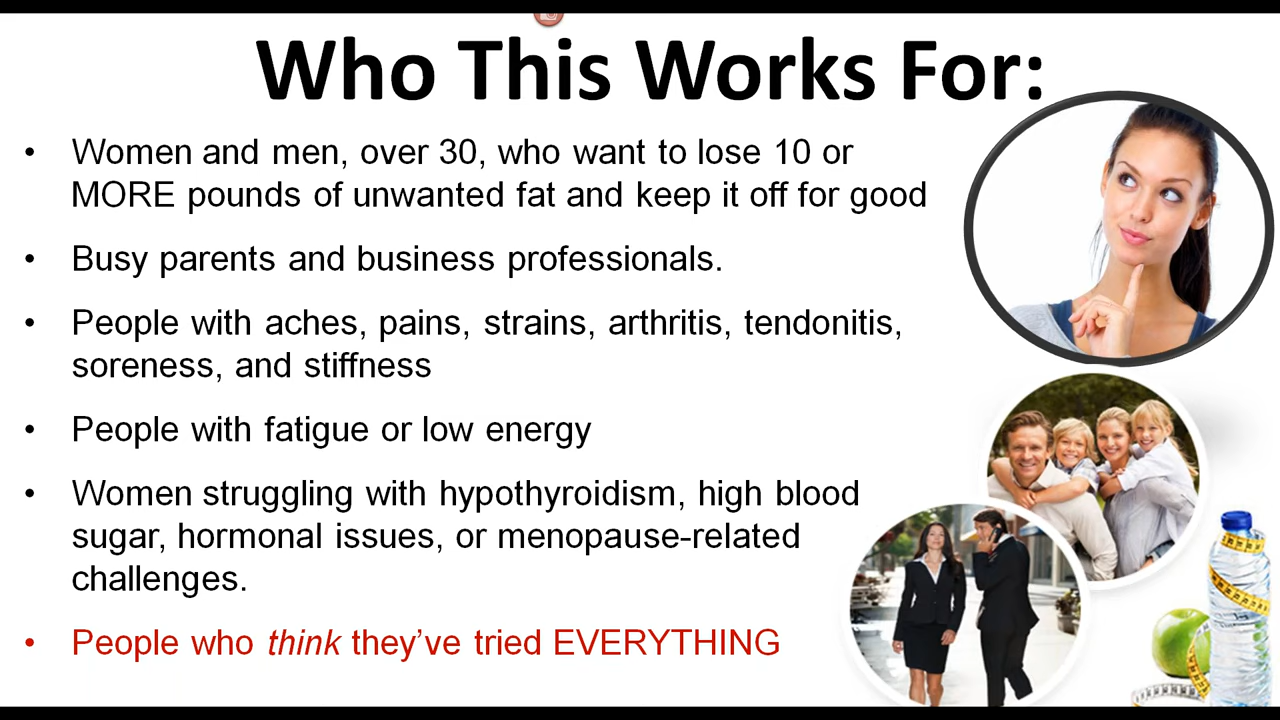 Who This Works For:
• Women and men, over 30, who want to lose 10 or
MORE pounds of unwanted fat and keep it off for good
• Busy parents and business professionals.
• People with aches, pains, strains, arthritis, tendonitis,
soreness, and stiffness
• People with fatigue or low energy
• Women struggling with hypothyroidism, high blood
sugar, hormonal issues, or menopause-related
challenges.
• People who think they’ve tried EVERYTHING